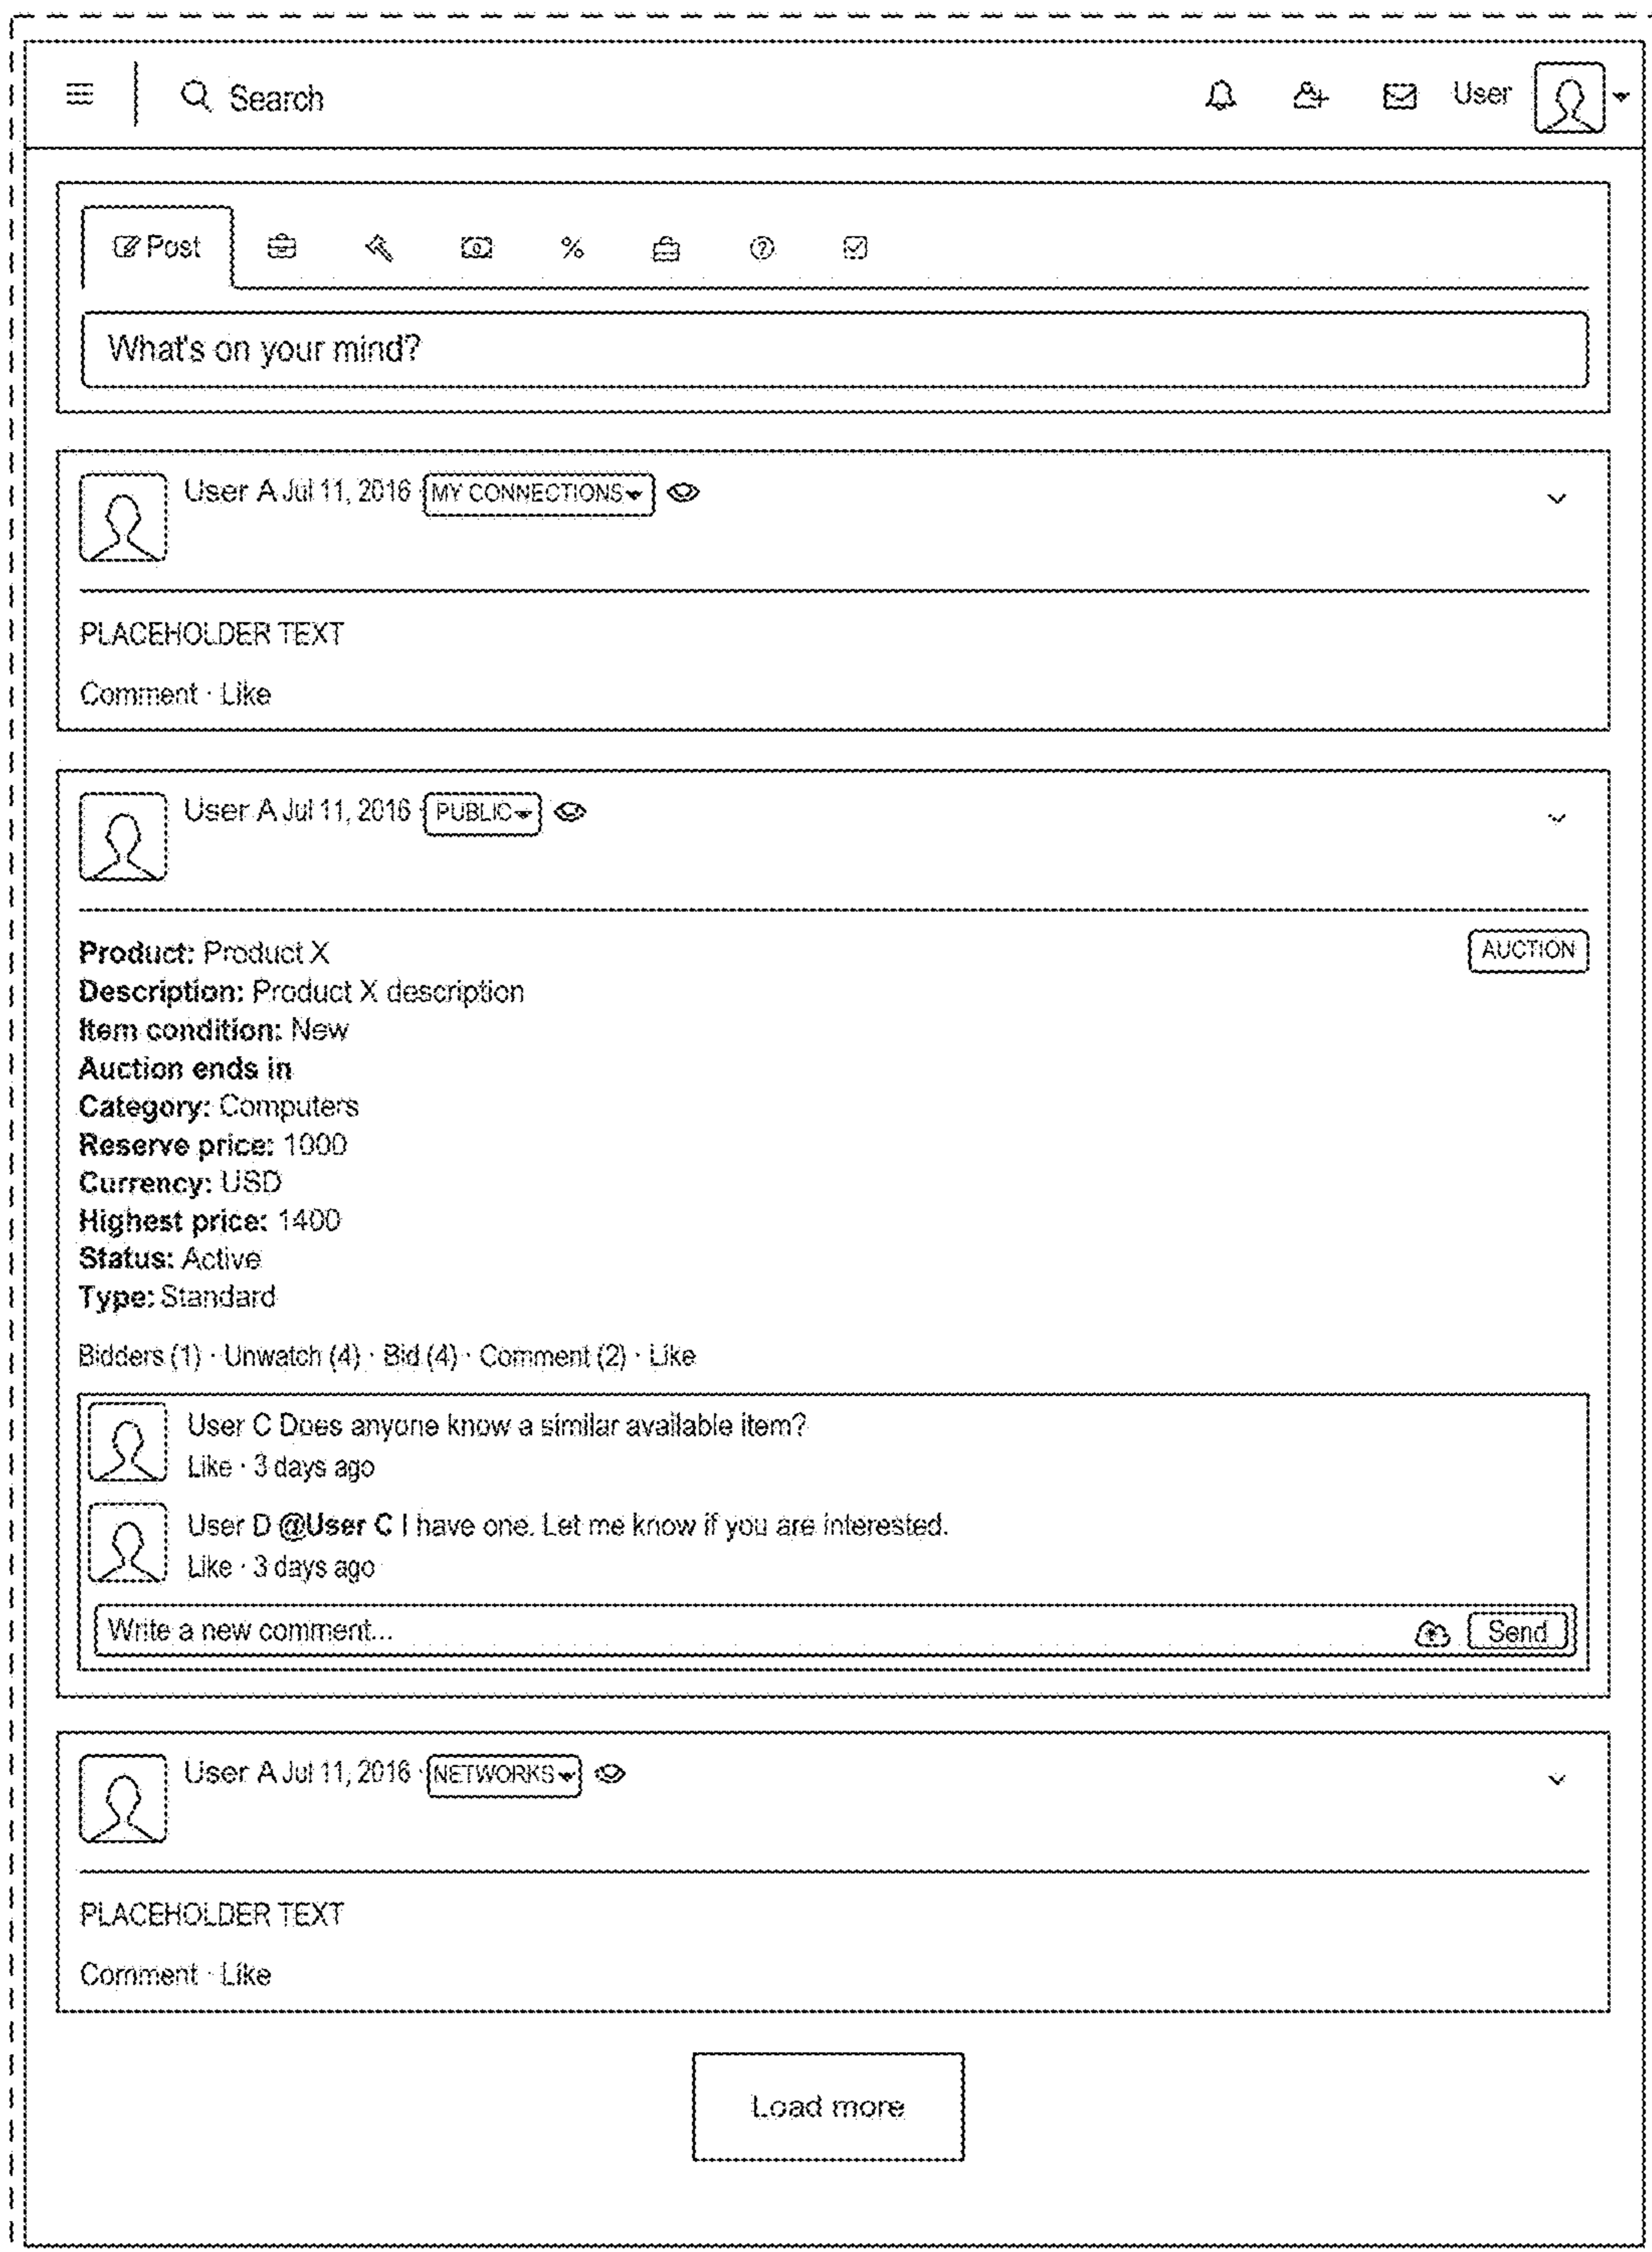 Search User
Post %
What's on your mind?
User A Jul 11, 2016 · MY CONNECTIONS
PLACEHOLDER TEXT
Comment · Like
User A Jul 11, 2016 · PUBLIC
Product: Product X AUCTION
Description: Product X description
Item condition: New
Auction ends in
Category: Computers
Reserve price: 1000
Currency: USD
Highest price: 1400
Status: Active
Type: Standard
Bidders (1) · Unwatch (4) · Bid (4) · Comment (2) · Like
User C Does anyone know a similar available item?
Like · 3 days ago
User D @User C I have one. Let me know if you are interested.
Like · 3 days ago
Write a new comment... Send
User A Jul 11, 2016 · NETWORKS
PLACEHOLDER TEXT
Comment · Like
Load more